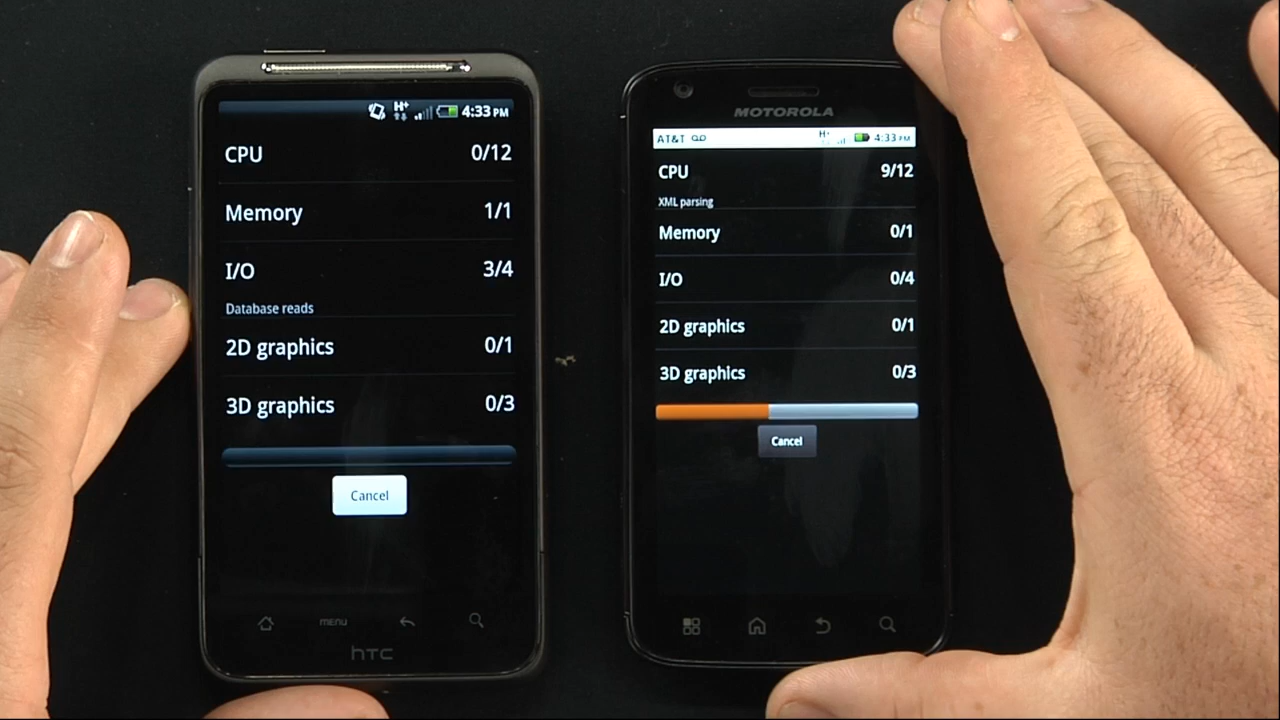 H+ 4:33 PM
CPU 0/12
Memory 1/1
I/O 3/4
Database reads
2D graphics 0/1
3D graphics 0/3
Cancel
MENU
htc
MOTOROLA
AT&T H+ 4:33 PM
CPU 9/12
XML parsing
Memory 0/1
I/O 0/4
2D graphics 0/1
3D graphics 0/3
Cancel